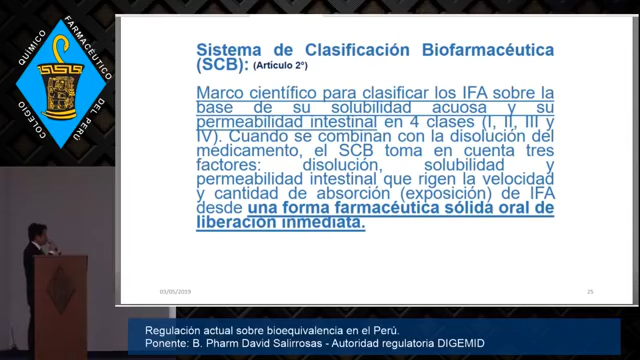 QUÍMICO
FARMACÉUTICO
COLEGIO
DEL PERÚ
Sistema de Clasificación Biofarmacéutica
(SCB): (Artículo 2°)
Marco científico para clasificar los IFA sobre la
base de su solubilidad acuosa y su
permeabilidad intestinal en 4 clases (I, II, III y
IV). Cuando se combinan con la disolución del
medicamento, el SCB toma en cuenta tres
factores: disolución, solubilidad y
permeabilidad intestinal que rigen la velocidad
y cantidad de absorción (exposición) de IFA
desde una forma farmacéutica sólida oral de
liberación inmediata.
03/05/2019
25
Regulación actual sobre bioequivalencia en el Perù.
Ponente: B. Pharm David Salirrosas - Autoridad regulatoria DIGEMID